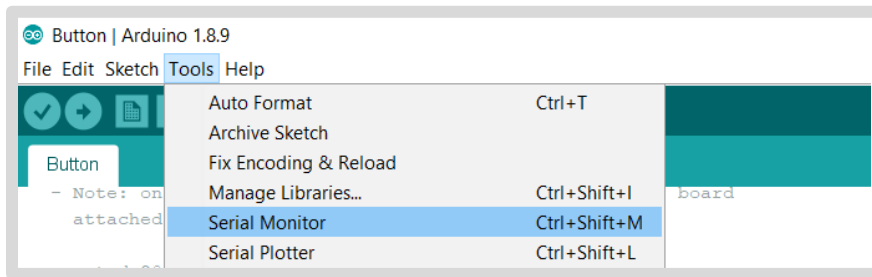 Button | Arduino 1.8.9
File Edit Sketch Tools Help
Auto Format Ctrl+T
Archive Sketch
Button Fix Encoding & Reload
- Note: on Manage Libraries... Ctrl+Shift+I board
attached Serial Monitor Ctrl+Shift+M
Serial Plotter Ctrl+Shift+L